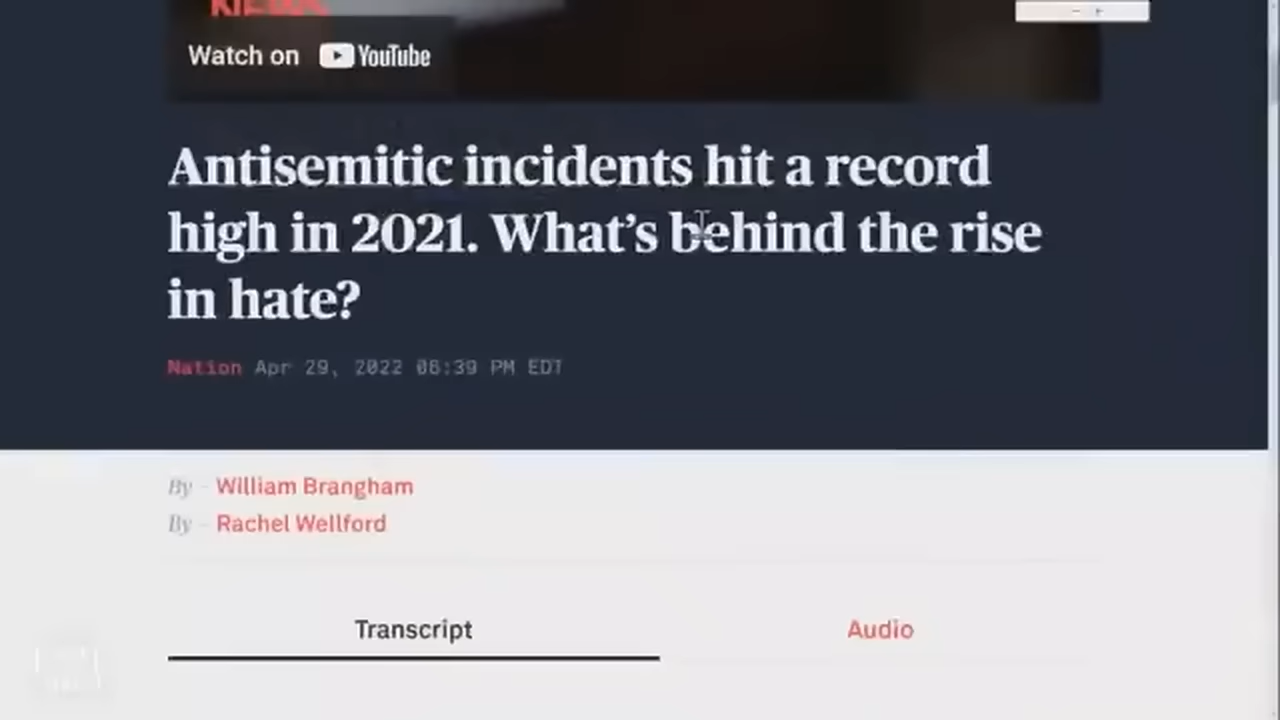 NEWS
Watch on YouTube
Antisemitic incidents hit a record
high in 2021. What's behind the rise
in hate?
Nation Apr 29, 2022 06:39 PM EDT
By – William Brangham
By – Rachel Wellford
Transcript
Audio